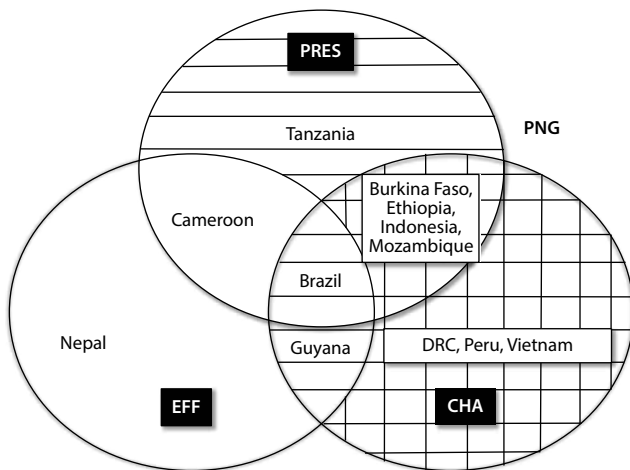 PRES
PNG
Tanzania
Burkina Faso,
Ethiopia,
Indonesia,
Mozambique
Cameroon
Brazil
Nepal
Guyana
DRC, Peru, Vietnam
EFF
CHA